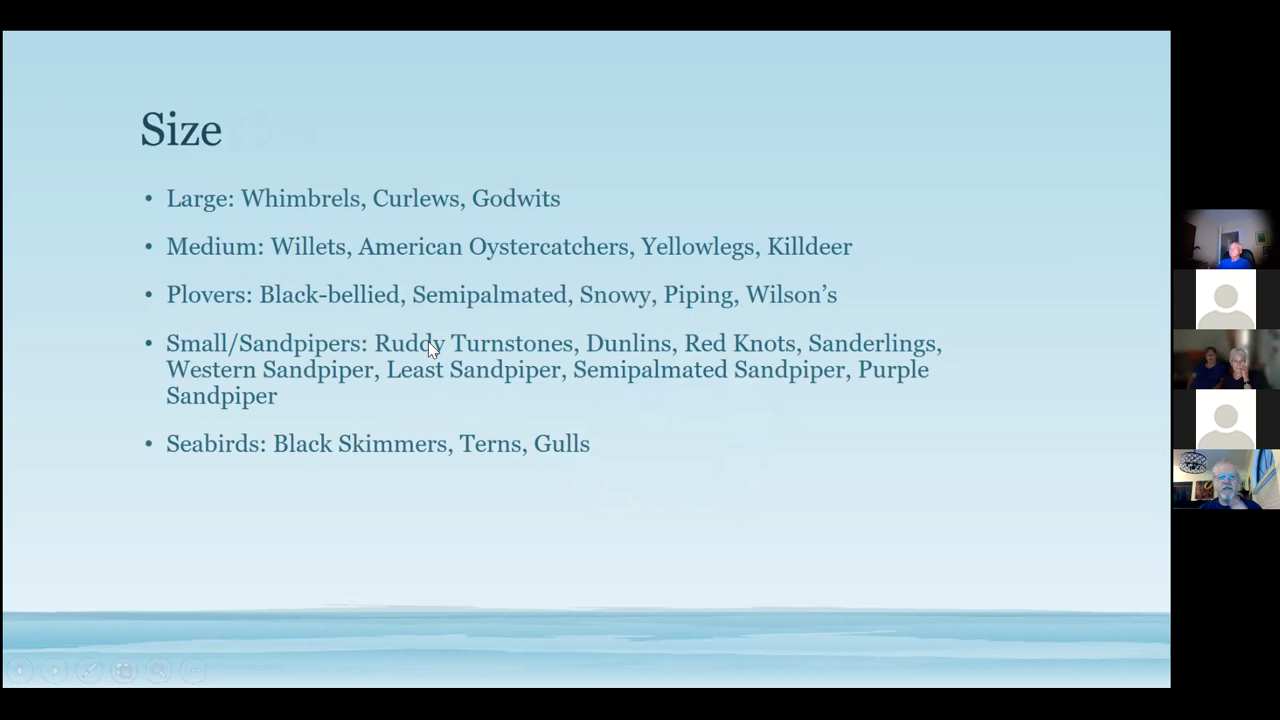 Size
• Large: Whimbrels, Curlews, Godwits
• Medium: Willets, American Oystercatchers, Yellowlegs, Killdeer
• Plovers: Black-bellied, Semipalmated, Snowy, Piping, Wilson’s
• Small/Sandpipers: Ruddy Turnstones, Dunlins, Red Knots, Sanderlings,
Western Sandpiper, Least Sandpiper, Semipalmated Sandpiper, Purple
Sandpiper
• Seabirds: Black Skimmers, Terns, Gulls